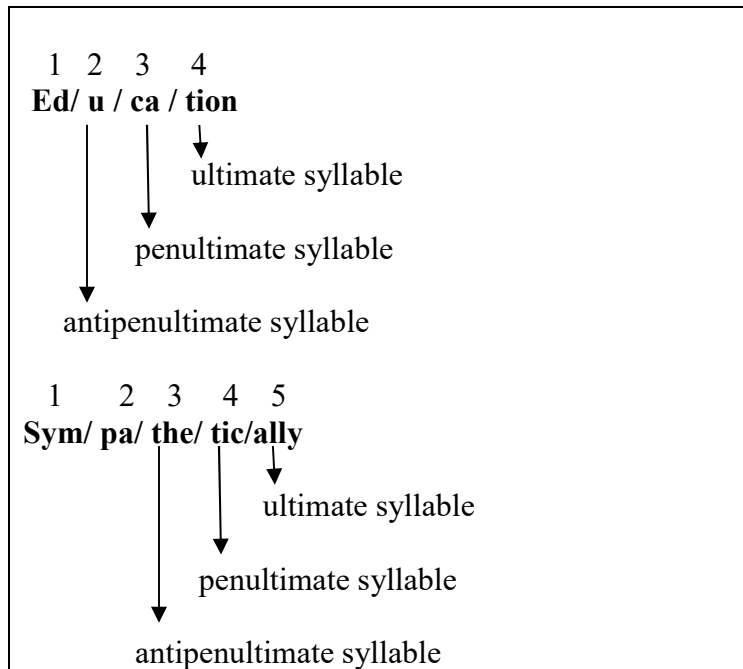 1 2 3 4
Ed/ u / ca / tion
ultimate syllable
penultimate syllable
antipenultimate syllable
1 2 3 4 5
Sym/ pa/ the/ tic/ally
ultimate syllable
penultimate syllable
antipenultimate syllable